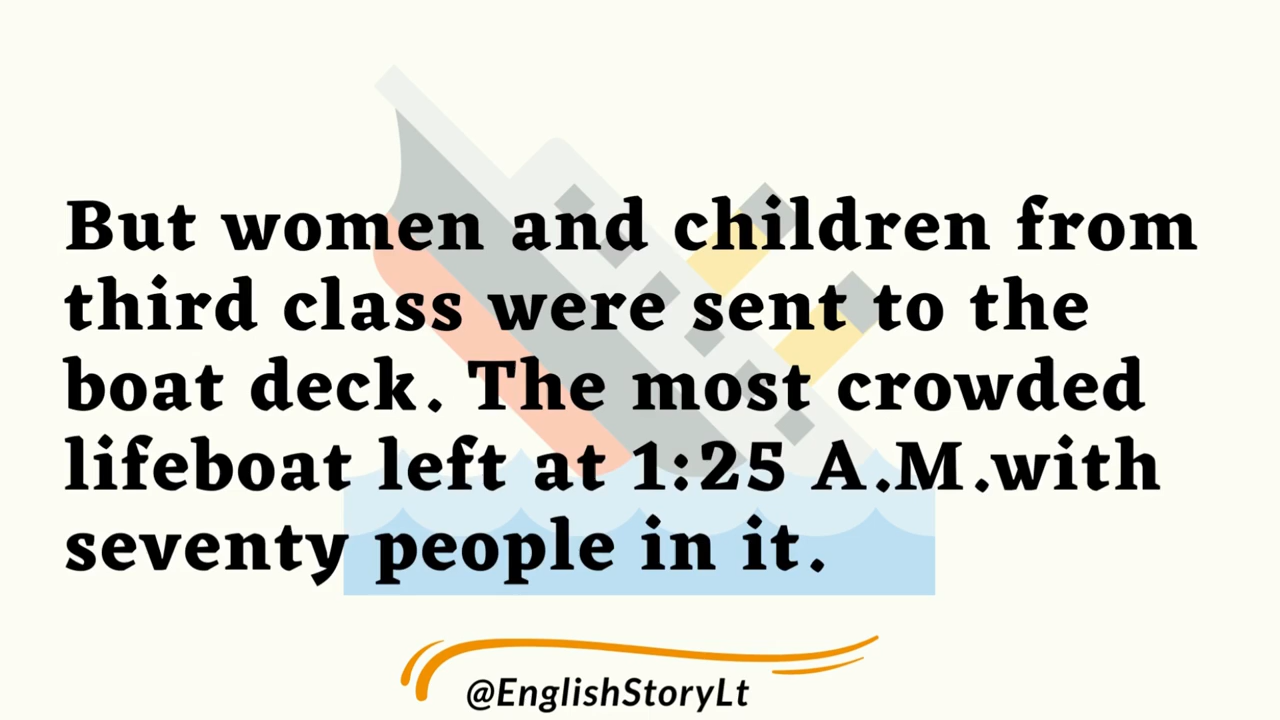 But women and children from
third class were sent to the
boat deck. The most crowded
lifeboat left at 1:25 A.M.with
seventy people in it.
@EnglishStoryLt